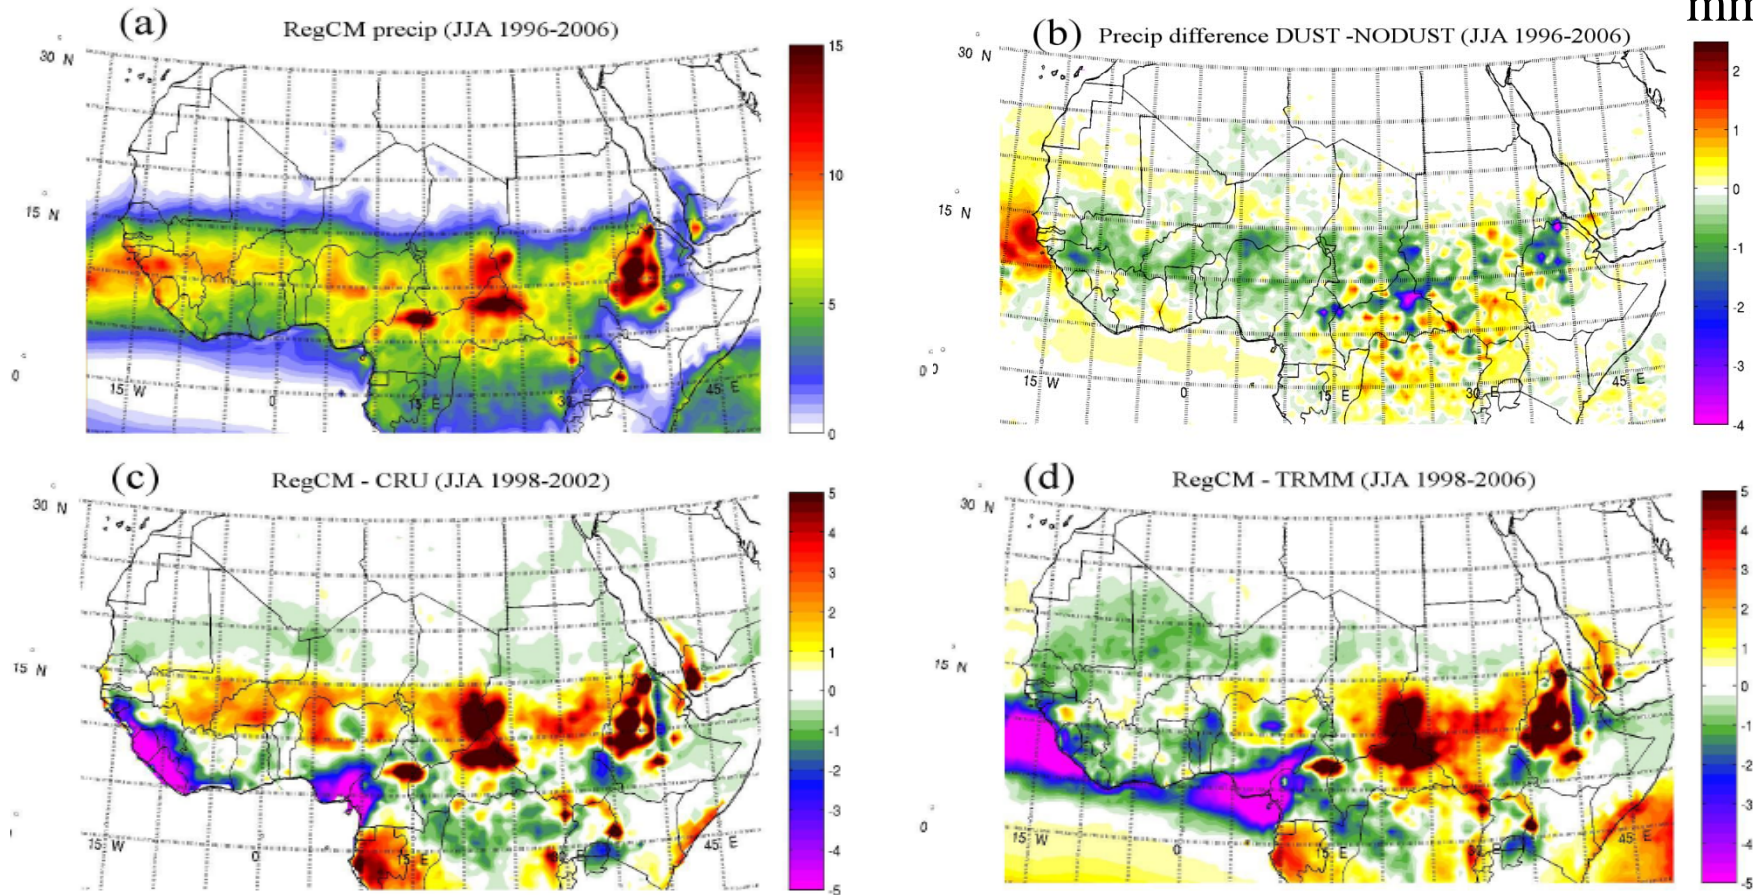 (a)
RegCM precip (JJA 1996-2006)
30 N
15 N
0
15 W
0
15 E
30 E
45 E
15
10
5
0
(b)
Precip difference DUST -NODUST (JJA 1996-2006)
30 N
15 N
0
15 W
0
15 E
30 E
45 E
2
1
0
-1
-2
-3
-4
(c)
RegCM - CRU (JJA 1998-2002)
30 N
15 N
15 W
0
15 E
45 E
5
4
3
2
1
0
-1
-2
-3
-4
-5
(d)
RegCM - TRMM (JJA 1998-2006)
30 N
15 N
0
15 W
0
15 E
45 E
5
4
3
2
1
0
-1
-2
-3
-4
-5